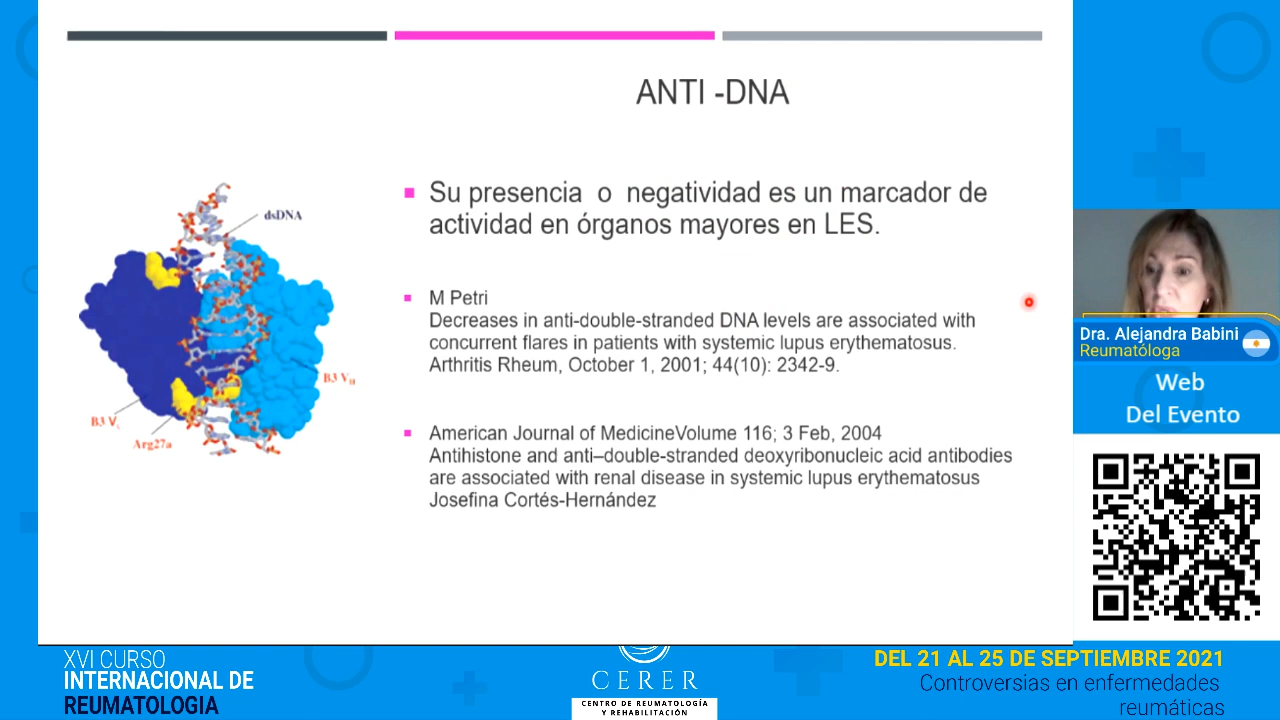 ANTI -DNA
Su presencia o negatividad es un marcador de
actividad en órganos mayores en LES.
M Petri
Decreases in anti-double-stranded DNA levels are associated with
concurrent flares in patients with systemic lupus erythematosus.
Arthritis Rheum, October 1, 2001; 44(10): 2342-9.
American Journal of MedicineVolume 116; 3 Feb, 2004
Antihistone and anti–double-stranded deoxyribonucleic acid antibodies
are associated with renal disease in systemic lupus erythematosus
Josefina Cortés-Hernández
dsDNA
B3 VH
B3 VL
Arg27a
Dra. Alejandra Babini
Reumatóloga
Web
Del Evento
XVI CURSO
INTERNACIONAL DE
REUMATOLOGIA
CERER
CENTRO DE REUMATOLOGÍA
Y REHABILITACIÓN
DEL 21 AL 25 DE SEPTIEMBRE 2021
Controversias en enfermedades
reumáticas